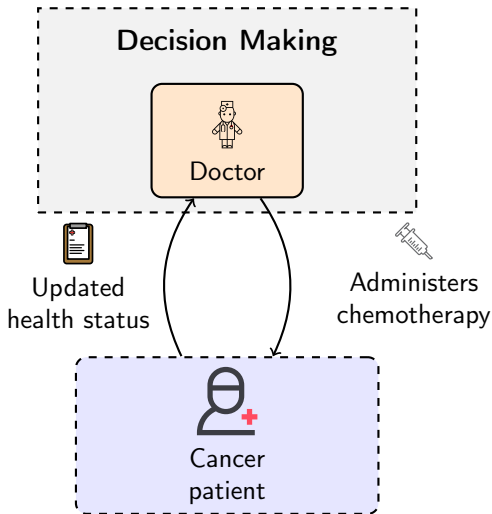 Decision Making
Doctor
Updated
health status
Administers
chemotherapy
Cancer
patient